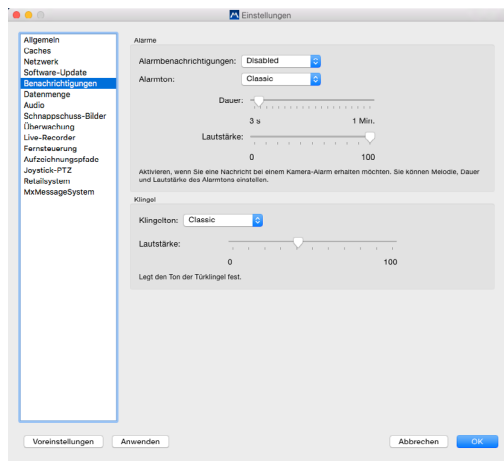 Einstellungen
Allgemein
Caches
Netzwerk
Software-Update
Benachrichtigungen
Datenmenge
Audio
Schnappschuss-Bilder
Überwachung
Live-Recorder
Fernsteuerung
Aufzeichnungspfade
Joystick-PTZ
Retailsystem
MxMessageSystem
Alarme
Alarmbenachrichtigungen: Disabled
Alarmton: Classic
Dauer:
3 s 1 Min.
Lautstärke:
0 100
Aktivieren, wenn Sie eine Nachricht bei einem Kamera-Alarm erhalten möchten. Sie können Melodie, Dauer
und Lautstärke des Alarmtons einstellen.
Klingel
Klingelton: Classic
Lautstärke:
0 100
Legt den Ton der Türklingel fest.
Voreinstellungen Anwenden Abbrechen OK